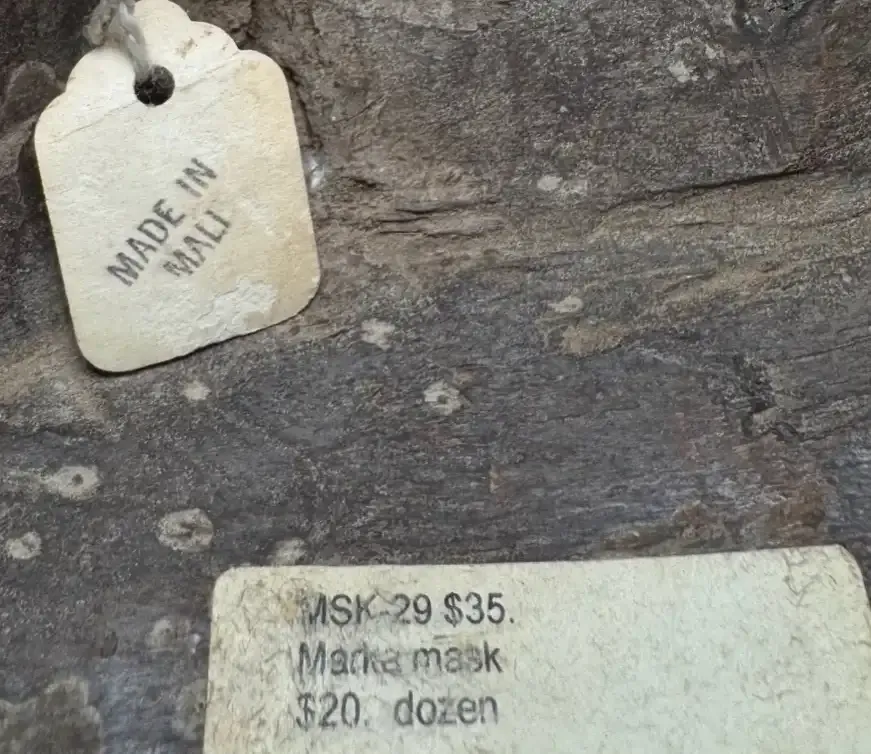 MADE IN
MALI
MSK-29 $35.
Marka mask
$20. dozen